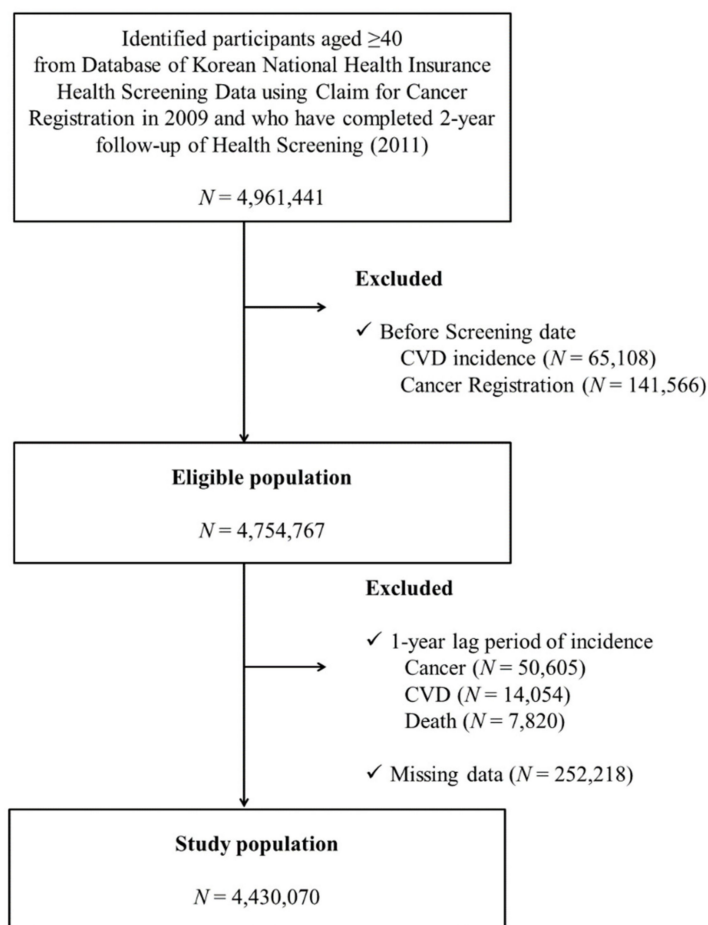 Identified participants aged ≥40
from Database of Korean National Health Insurance
Health Screening Data using Claim for Cancer
Registration in 2009 and who have completed 2-year
follow-up of Health Screening (2011)
N = 4,961,441
Excluded
✓ Before Screening date
CVD incidence (N = 65,108)
Cancer Registration (N = 141,566)
Eligible population
N = 4,754,767
Excluded
✓ 1-year lag period of incidence
Cancer (N = 50,605)
CVD (N = 14,054)
Death (N = 7,820)
✓ Missing data (N = 252,218)
Study population
N = 4,430,070